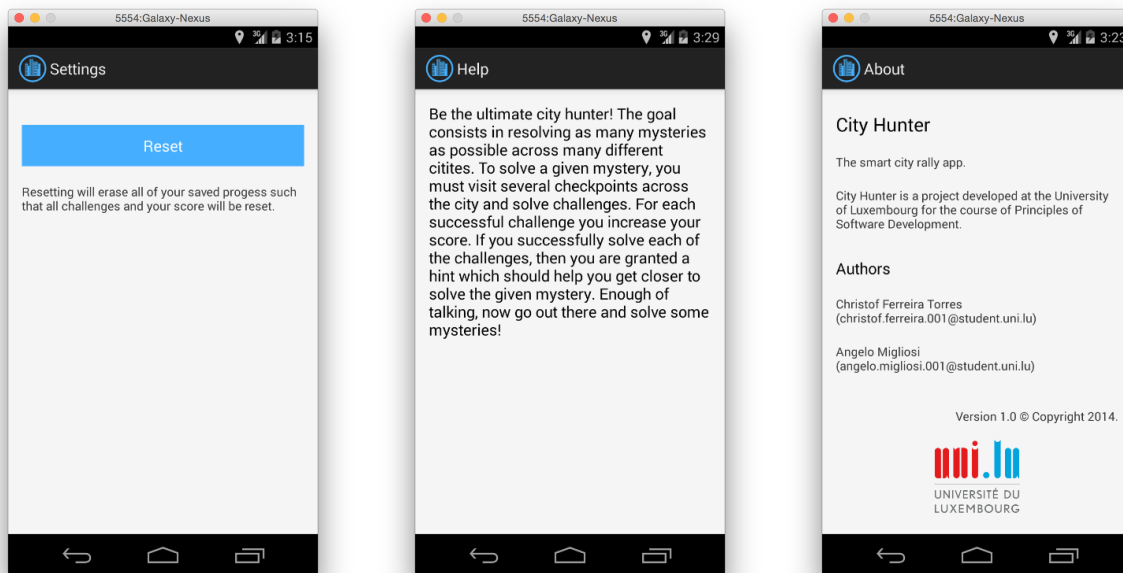 5554:Galaxy-Nexus
3G 3:15
Settings
Reset
Resetting will erase all of your saved progess such
that all challenges and your score will be reset.
5554:Galaxy-Nexus
3G 3:29
Help
Be the ultimate city hunter! The goal
consists in resolving as many mysteries
as possible across many different
citites. To solve a given mystery, you
must visit several checkpoints across
the city and solve challenges. For each
successful challenge you increase your
score. If you successfully solve each of
the challenges, then you are granted a
hint which should help you get closer to
solve the given mystery. Enough of
talking, now go out there and solve some
mysteries!
5554:Galaxy-Nexus
3G 3:23
About
City Hunter
The smart city rally app.
City Hunter is a project developed at the University
of Luxembourg for the course of Principles of
Software Development.
Authors
Christof Ferreira Torres
(christof.ferreira.001@student.uni.lu)
Angelo Migliosi
(angelo.migliosi.001@student.uni.lu)
Version 1.0 © Copyright 2014.
uni.lu
UNIVERSITÉ DU
LUXEMBOURG